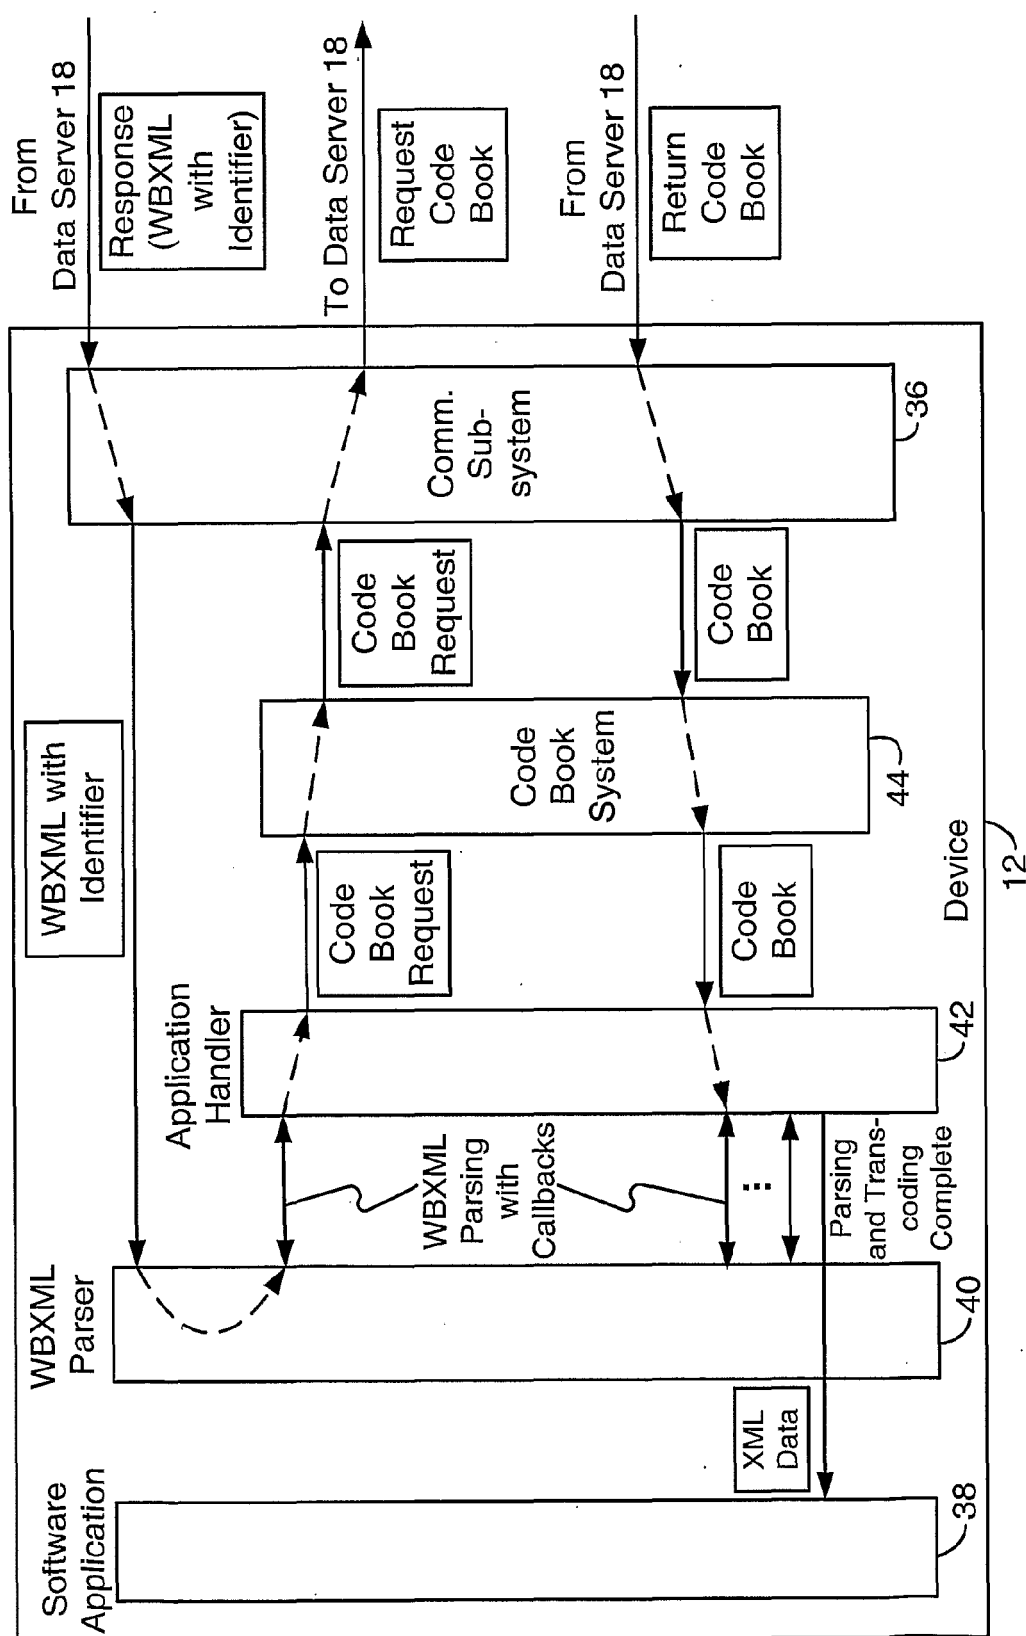 Software
Application
WBXML
Parser
Application
Handler
WBXML with
Identifier
From
Data Server 18
Response
(WBXML
with
Identifier)
To Data Server 18
Request
Code
Book
From
Data Server 18
Return
Code
Book
WBXML
Parsing
with
Callbacks
Code
Book
Request
Code
Book
Request
Code
Book
System
Comm.
Sub-
system
Code
Book
Code
Book
Parsing
and Trans-
coding
Complete
XML
Data
38
40
42
44
36
Device
12